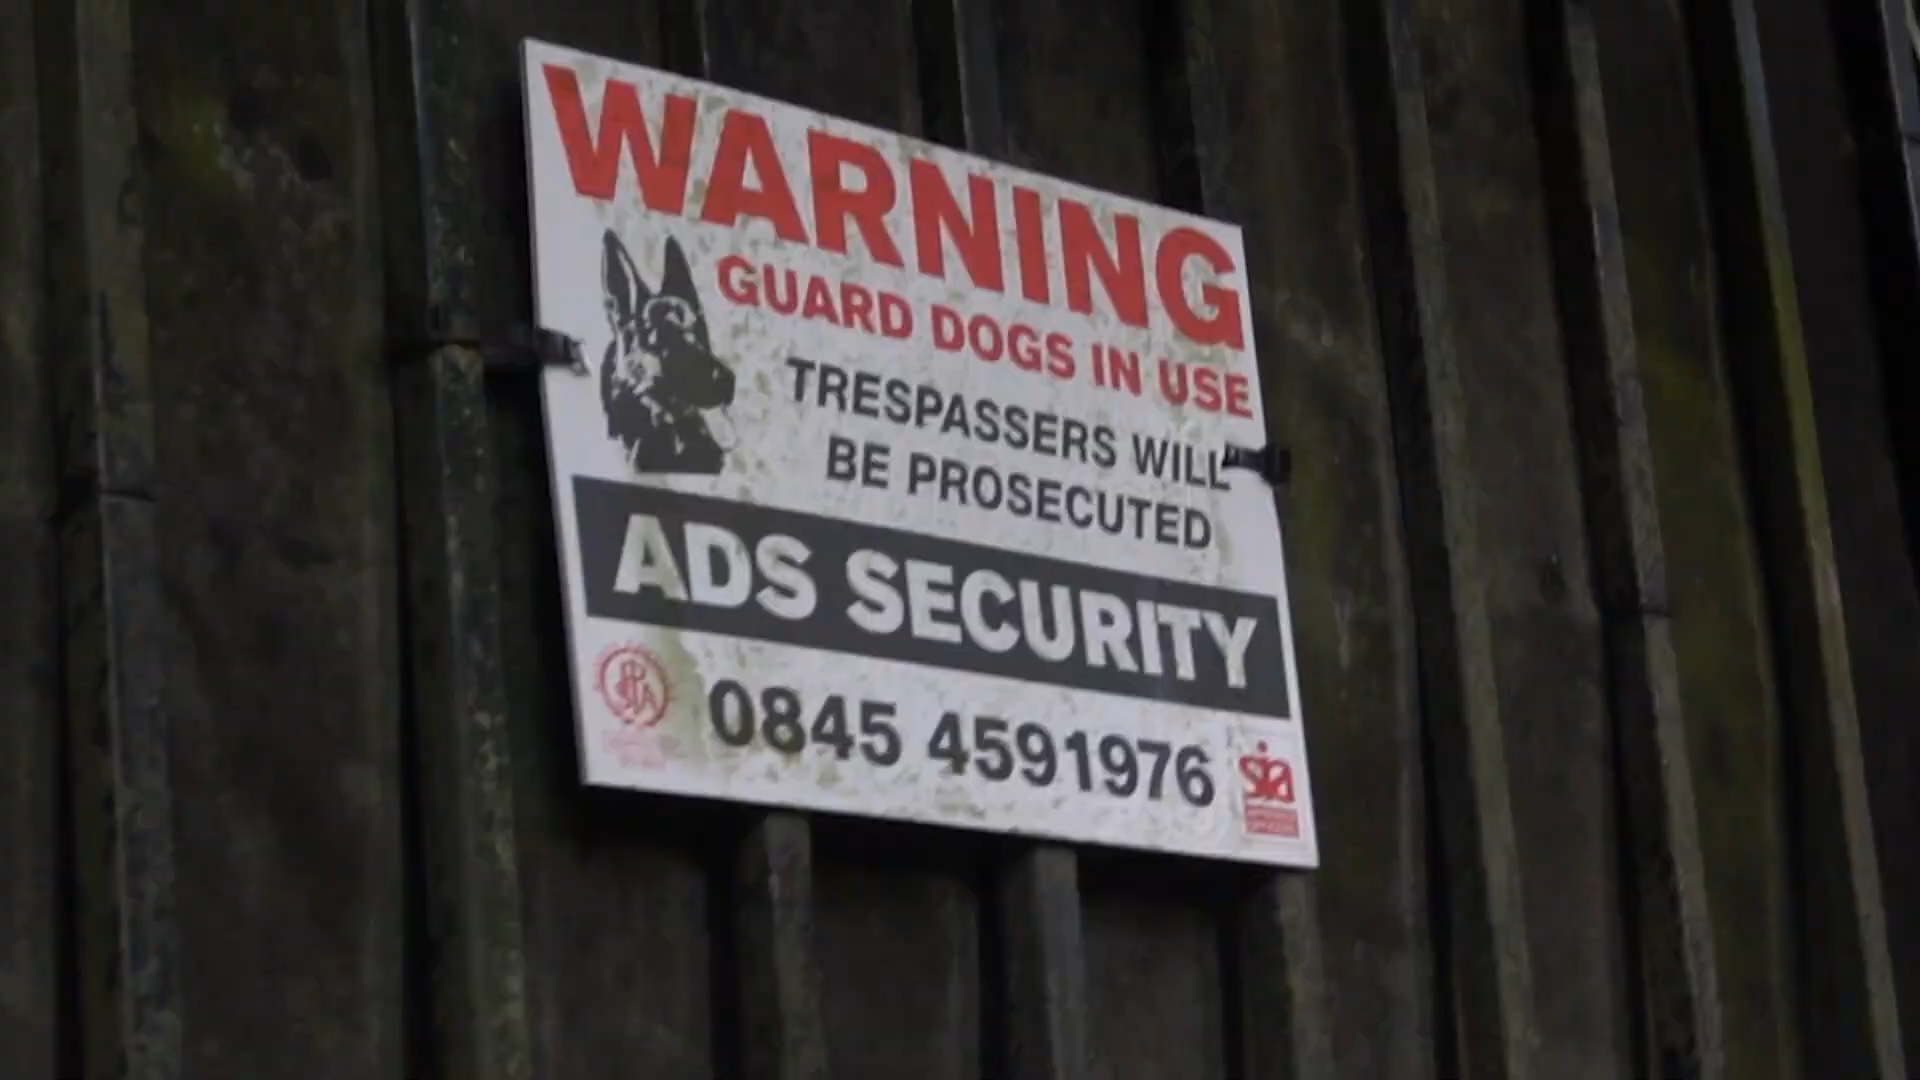 WARNING
GUARD DOGS IN USE
TRESPASSERS WILL
BE PROSECUTED
ADS SECURITY
0845 4591976
sia